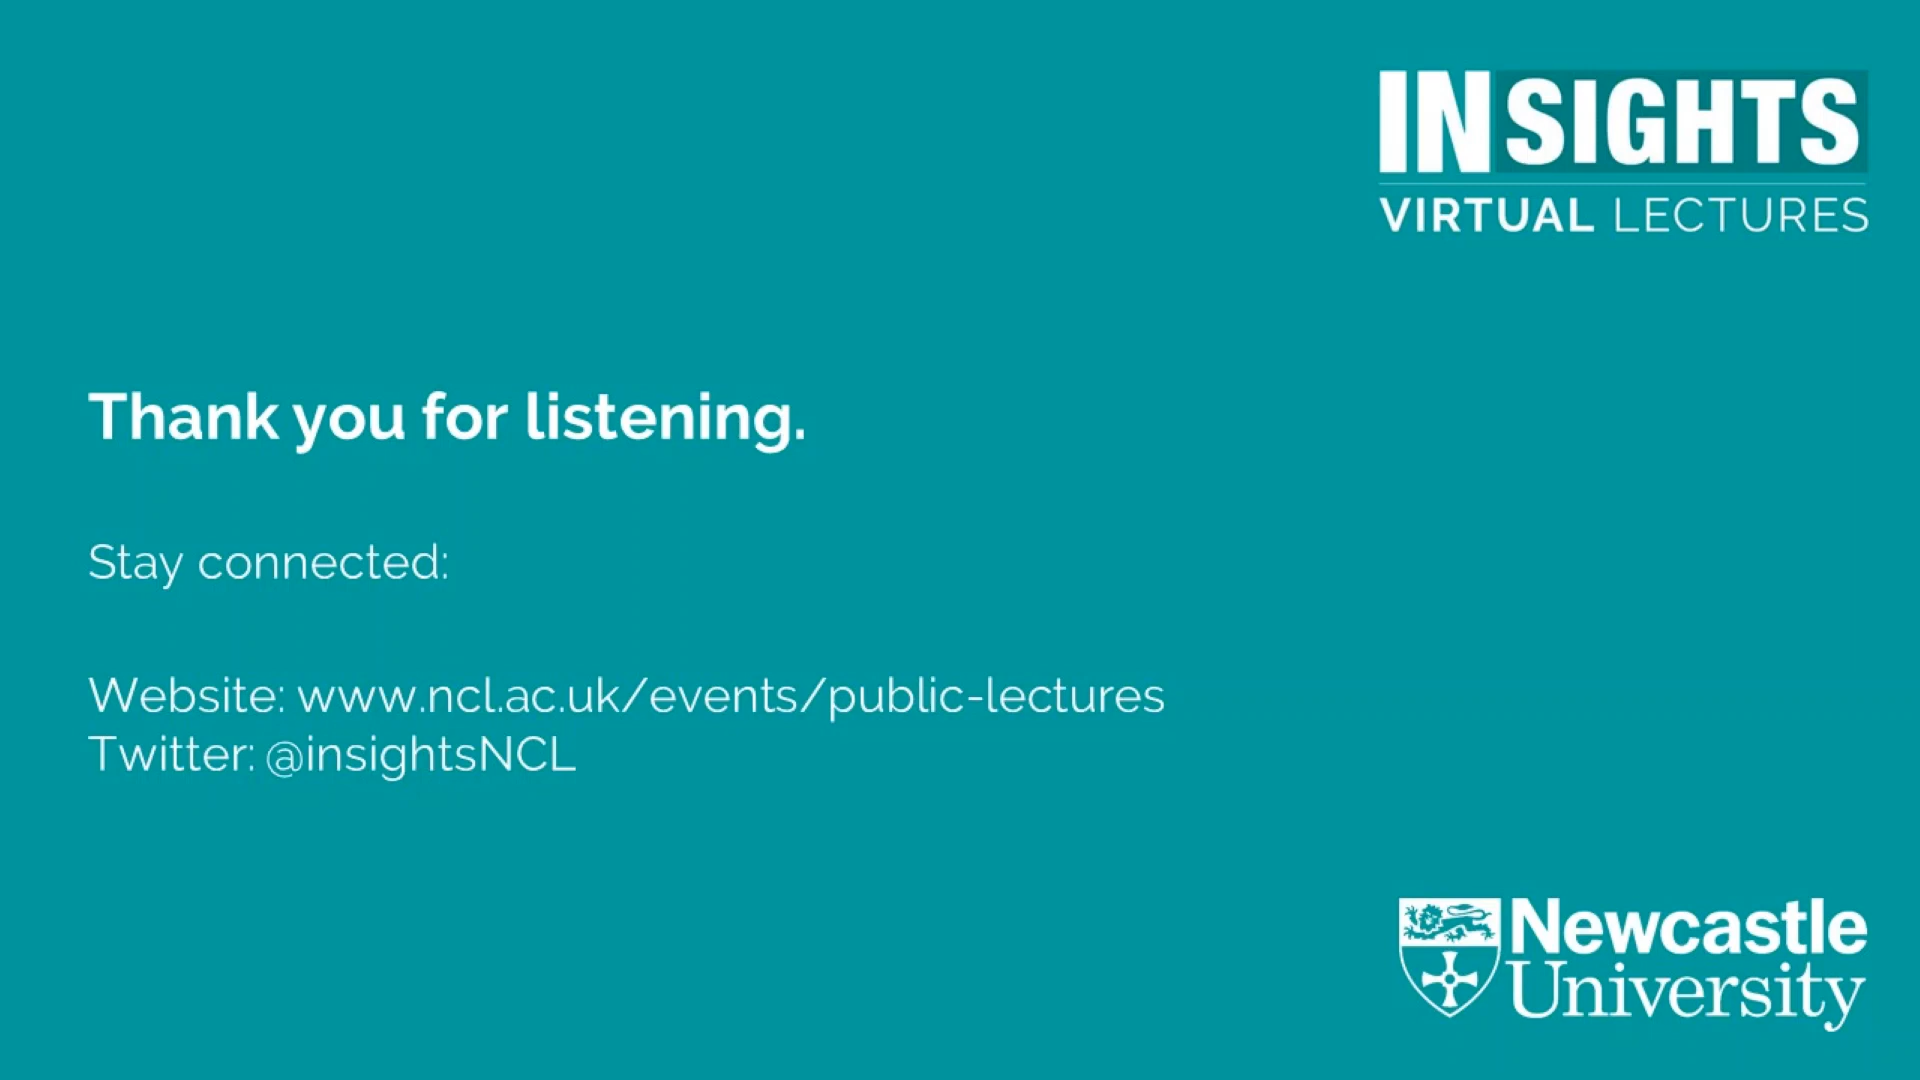 INSIGHTS
VIRTUAL LECTURES
Thank you for listening.
Stay connected:
Website: www.ncl.ac.uk/events/public-lectures
Twitter: @insightsNCL
Newcastle
University